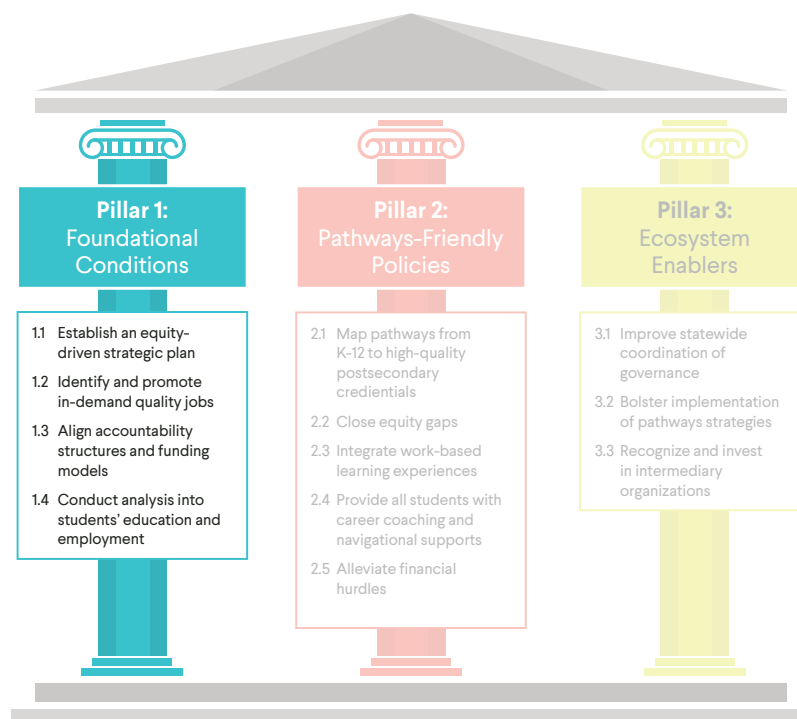 Pillar 1:
Foundational
Conditions
1.1 Establish an equity-
driven strategic plan
1.2 Identify and promote
in-demand quality jobs
1.3 Align accountability
structures and funding
models
1.4 Conduct analysis into
students’ education and
employment
Pillar 2:
Pathways-Friendly
Policies
2.1 Map pathways from
K-12 to high-quality
postsecondary
credentials
2.2 Close equity gaps
2.3 Integrate work-based
learning experiences
2.4 Provide all students with
career coaching and
navigational supports
2.5 Alleviate financial
hurdles
Pillar 3:
Ecosystem
Enablers
3.1 Improve statewide
coordination of
governance
3.2 Bolster implementation
of pathways strategies
3.3 Recognize and invest
in intermediary
organizations